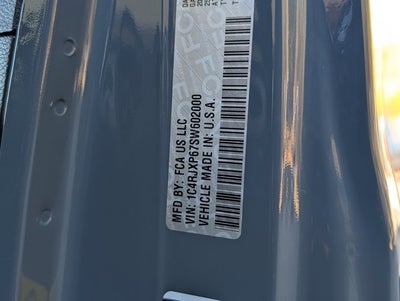 MFD BY: FCA US LLC
VIN: 1C4RJXP67SW602000
VEHICLE MADE IN: U.S.A.